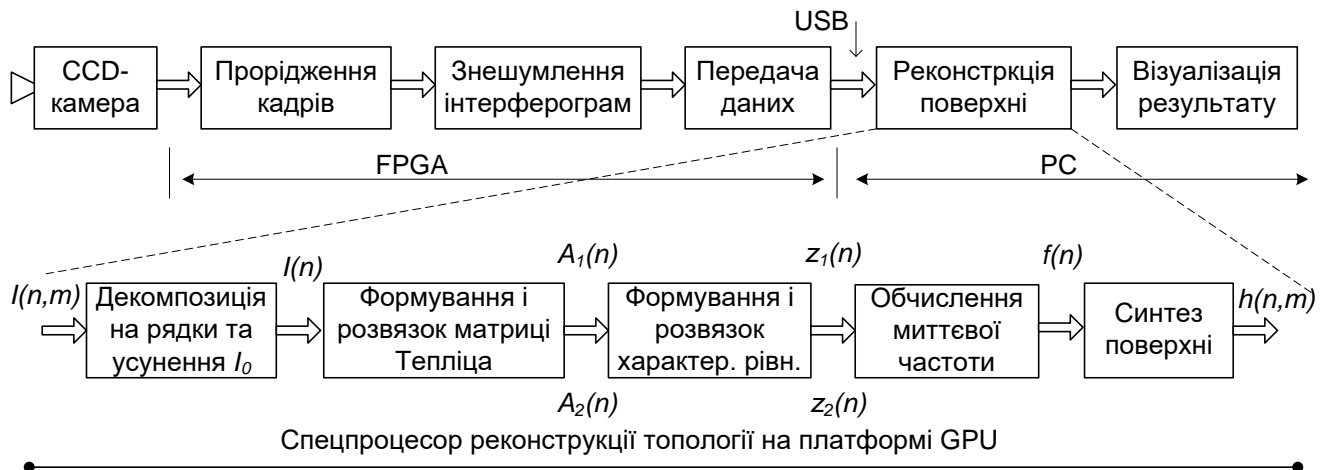 USB
CCD-
камера
Прорідження
кадрів
Знешумлення
інтерферограм
Передача
даних
Реконстркція
поверхні
Візуалізація
результату
FPGA
PC
I(n,m)
Декомпозиція
на рядки та
усунення I₀
I(n)
Формування і
розвязок матриці
Тепліца
A₁(n)
A₂(n)
Формування і
розвязок
характер. рівн.
z₁(n)
z₂(n)
Обчислення
миттєвої
частоти
f(n)
Синтез
поверхні
h(n,m)
Спецпроцесор реконструкції топології на платформі GPU